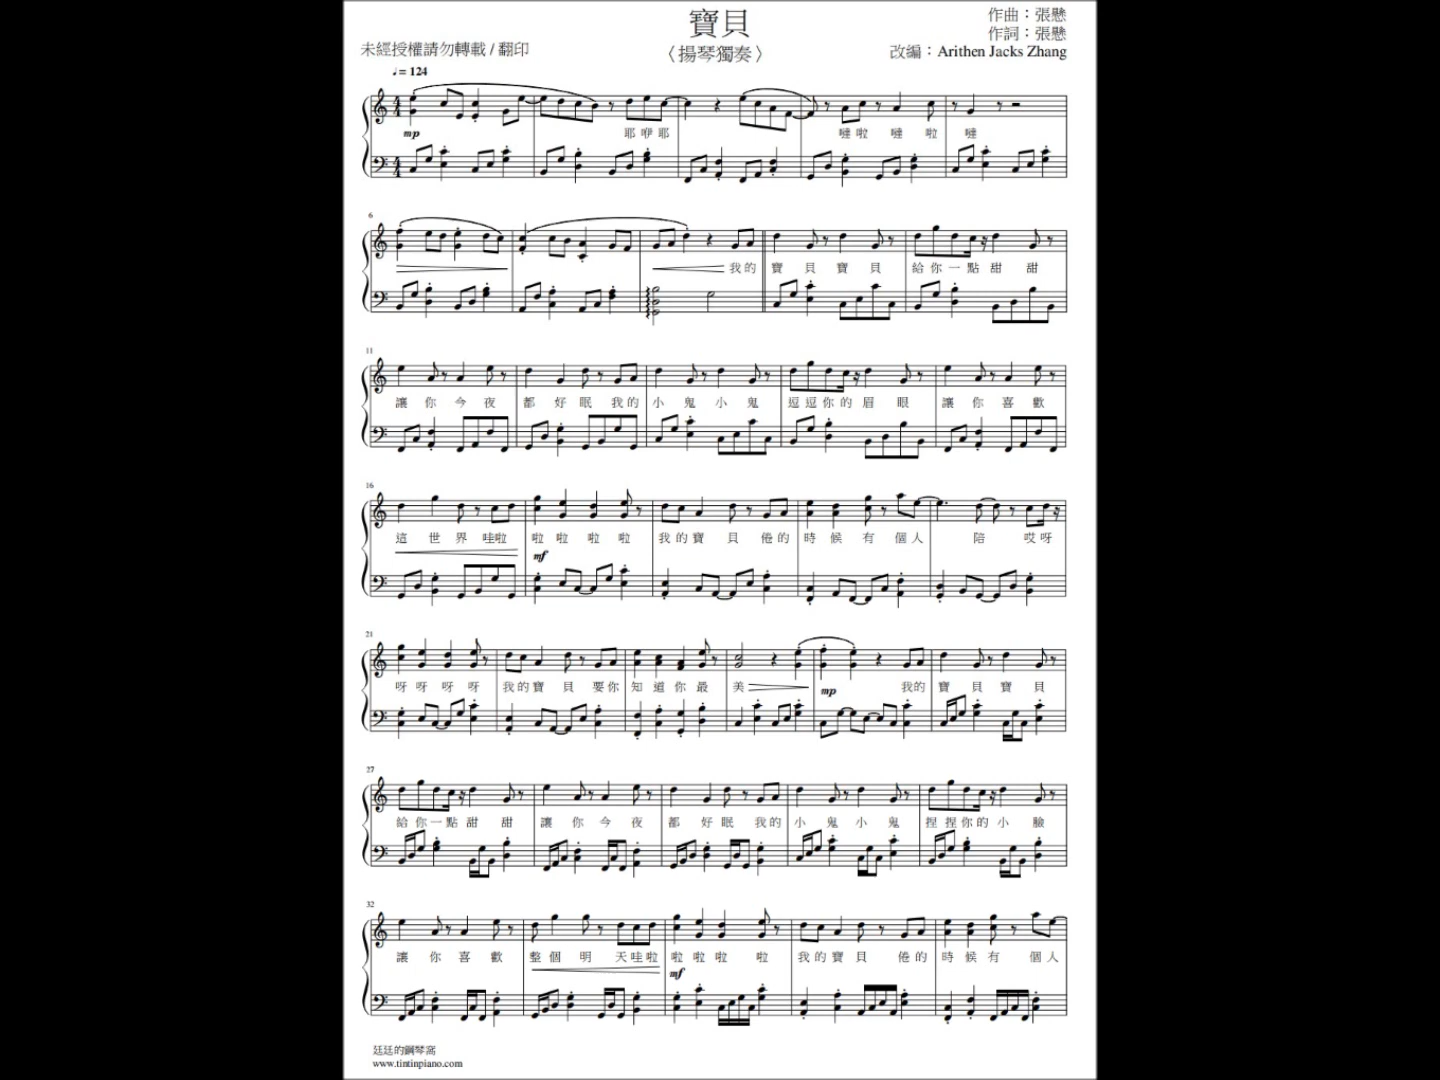 寶貝
〈揚琴獨奏〉
作曲：張懸
作詞：張懸
改編：Arithen Jacks Zhang
未經授權請勿轉載 / 翻印
♩= 124
mp
耶 咿 耶 噠 啦 噠 啦 噠
6
我 的 寶 貝 寶 貝 給 你 一 點 甜 甜
11
讓 你 今 夜 都 好 眠 我 的 小 鬼 小 鬼 逗 逗 你 的 眉 眼 讓 你 喜 歡
16
這 世 界 哇啦 啦 啦 啦 啦 我 的 寶 貝 倦 的 時 候 有 個 人 陪 哎 呀
mf
21
呀 呀 呀 呀 我 的 寶 貝 要 你 知 道 你 最 美 我的 寶 貝 寶 貝
mp
27
給 你 一 點 甜 甜 讓 你 今 夜 都 好 眠 我 的 小 鬼 小 鬼 捏 捏 你 的 小 臉
32
讓 你 喜 歡 整 個 明 天 哇 啦 啦 啦 啦 啦 我 的 寶 貝 倦 的 時 候 有 個 人
mf
廷廷的鋼琴窩
www.tintinpiano.com